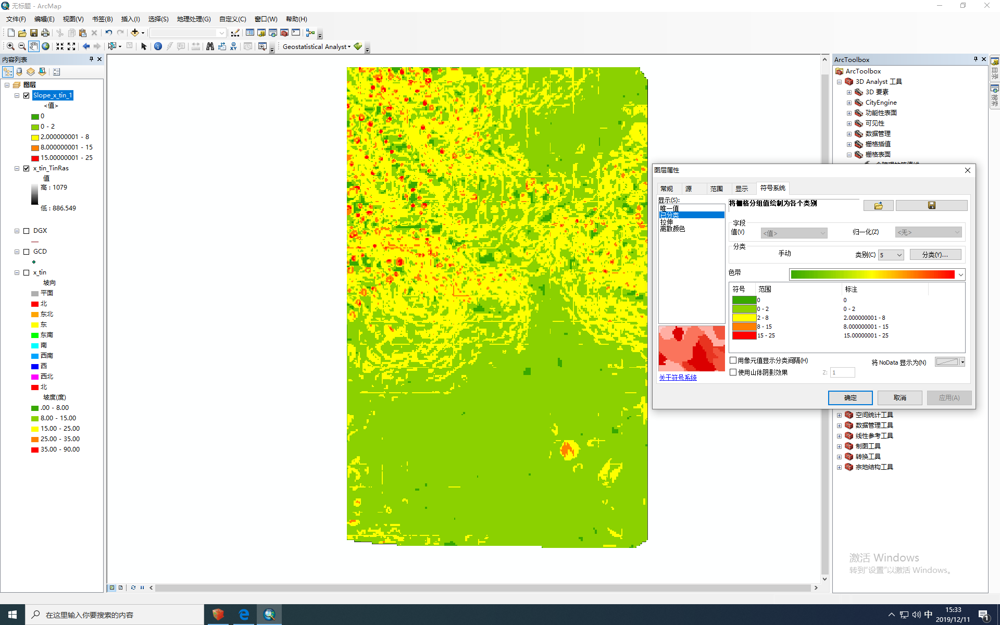 无标题 - ArcMap
文件(F) 编辑(E) 视图(V) 书签(B) 插入(I) 选择(S) 地理处理(G) 自定义(C) 窗口(W) 帮助(H)
Geostatistical Analyst
内容列表
图层
Slope_x_tin_1
<值>
0
0 - 2
2.000000001 - 8
8.000000001 - 15
15.00000001 - 25
x_tin_TinRas
值
高 : 1079
低 : 886.549
DGX
GCD
x_tin
坡向
平面
北
东北
东
东南
南
西南
西
西北
北
坡度(度)
.00 - 8.00
8.00 - 15.00
15.00 - 25.00
25.00 - 35.00
35.00 - 90.00
ArcToolbox
ArcToolbox
3D Analyst 工具
3D 要素
CityEngine
功能性表面
可见性
数据管理
栅格插值
栅格表面
图层属性
常规 源 范围 显示 符号系统
显示(S):
唯一值
已分类
拉伸
离散颜色
关于符号系统
将栅格分组值绘制为各个类别
字段
值(V) <值> 归一化(Z) <无>
分类
手动 类别(C) 5 分类(Y)...
色带
符号 范围 标注
0 0
0 - 2 0 - 2
2 - 8 2.000000001 - 8
8 - 15 8.000000001 - 15
15 - 25 15.00000001 - 25
用像元值显示分类间隔(H) 将 NoData 显示为(N)
使用山体阴影效果 Z: 1
确定 取消 应用(A)
空间统计工具
数据管理工具
线性参考工具
制图工具
转换工具
宗地结构工具
激活 Windows
转到"设置"以激活 Windows。
在这里输入你要搜索的内容
中
15:33
2019/12/11
1